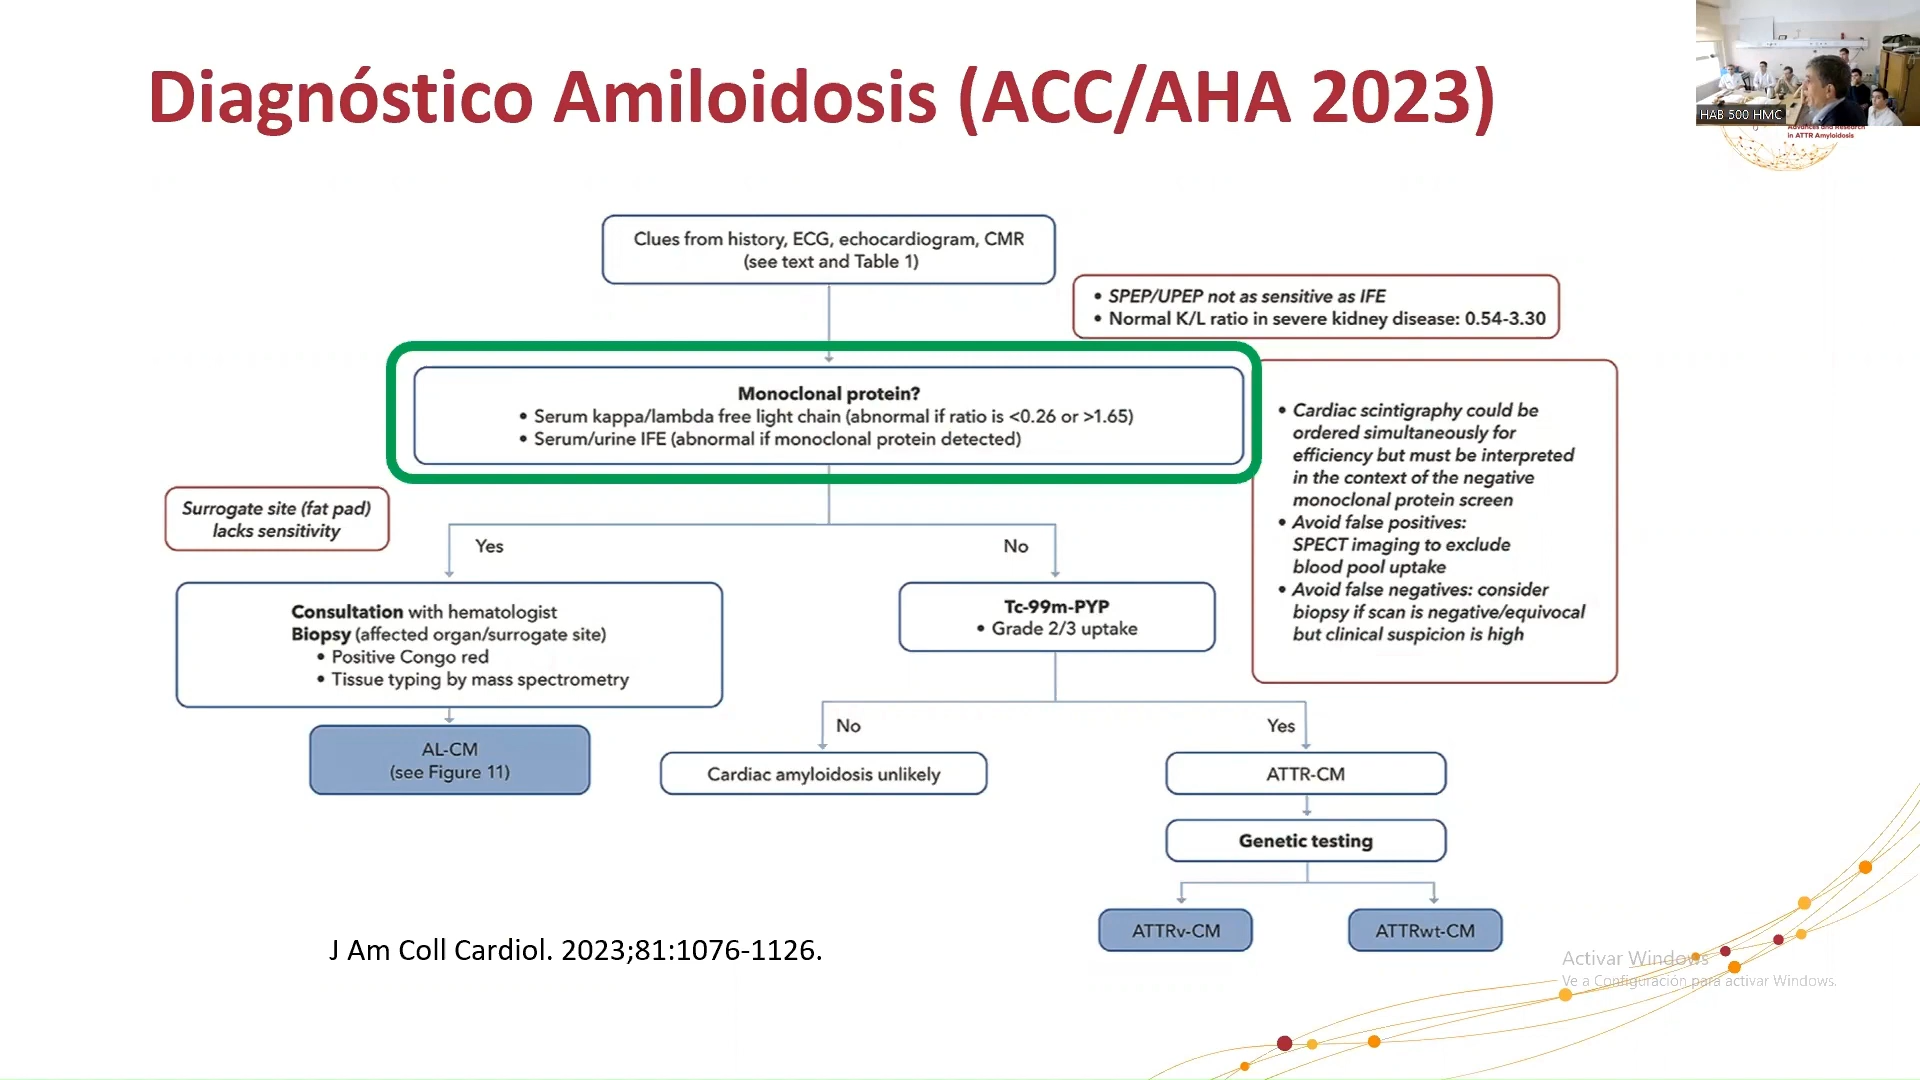 Diagnóstico Amiloidosis (ACC/AHA 2023)
HAB 500 HMC
Advances and Research
in ATTR Amyloidosis
Clues from history, ECG, echocardiogram, CMR
(see text and Table 1)
• SPEP/UPEP not as sensitive as IFE
• Normal K/L ratio in severe kidney disease: 0.54-3.30
Monoclonal protein?
• Serum kappa/lambda free light chain (abnormal if ratio is <0.26 or >1.65)
• Serum/urine IFE (abnormal if monoclonal protein detected)
• Cardiac scintigraphy could be
ordered simultaneously for
efficiency but must be interpreted
in the context of the negative
monoclonal protein screen
• Avoid false positives:
SPECT imaging to exclude
blood pool uptake
• Avoid false negatives: consider
biopsy if scan is negative/equivocal
but clinical suspicion is high
Surrogate site (fat pad)
lacks sensitivity
Yes
No
Consultation with hematologist
Biopsy (affected organ/surrogate site)
• Positive Congo red
• Tissue typing by mass spectrometry
Tc-99m-PYP
• Grade 2/3 uptake
No
Yes
AL-CM
(see Figure 11)
Cardiac amyloidosis unlikely
ATTR-CM
Genetic testing
ATTRv-CM
ATTRwt-CM
J Am Coll Cardiol. 2023;81:1076-1126.
Activar Windows
Ve a Configuración para activar Windows.